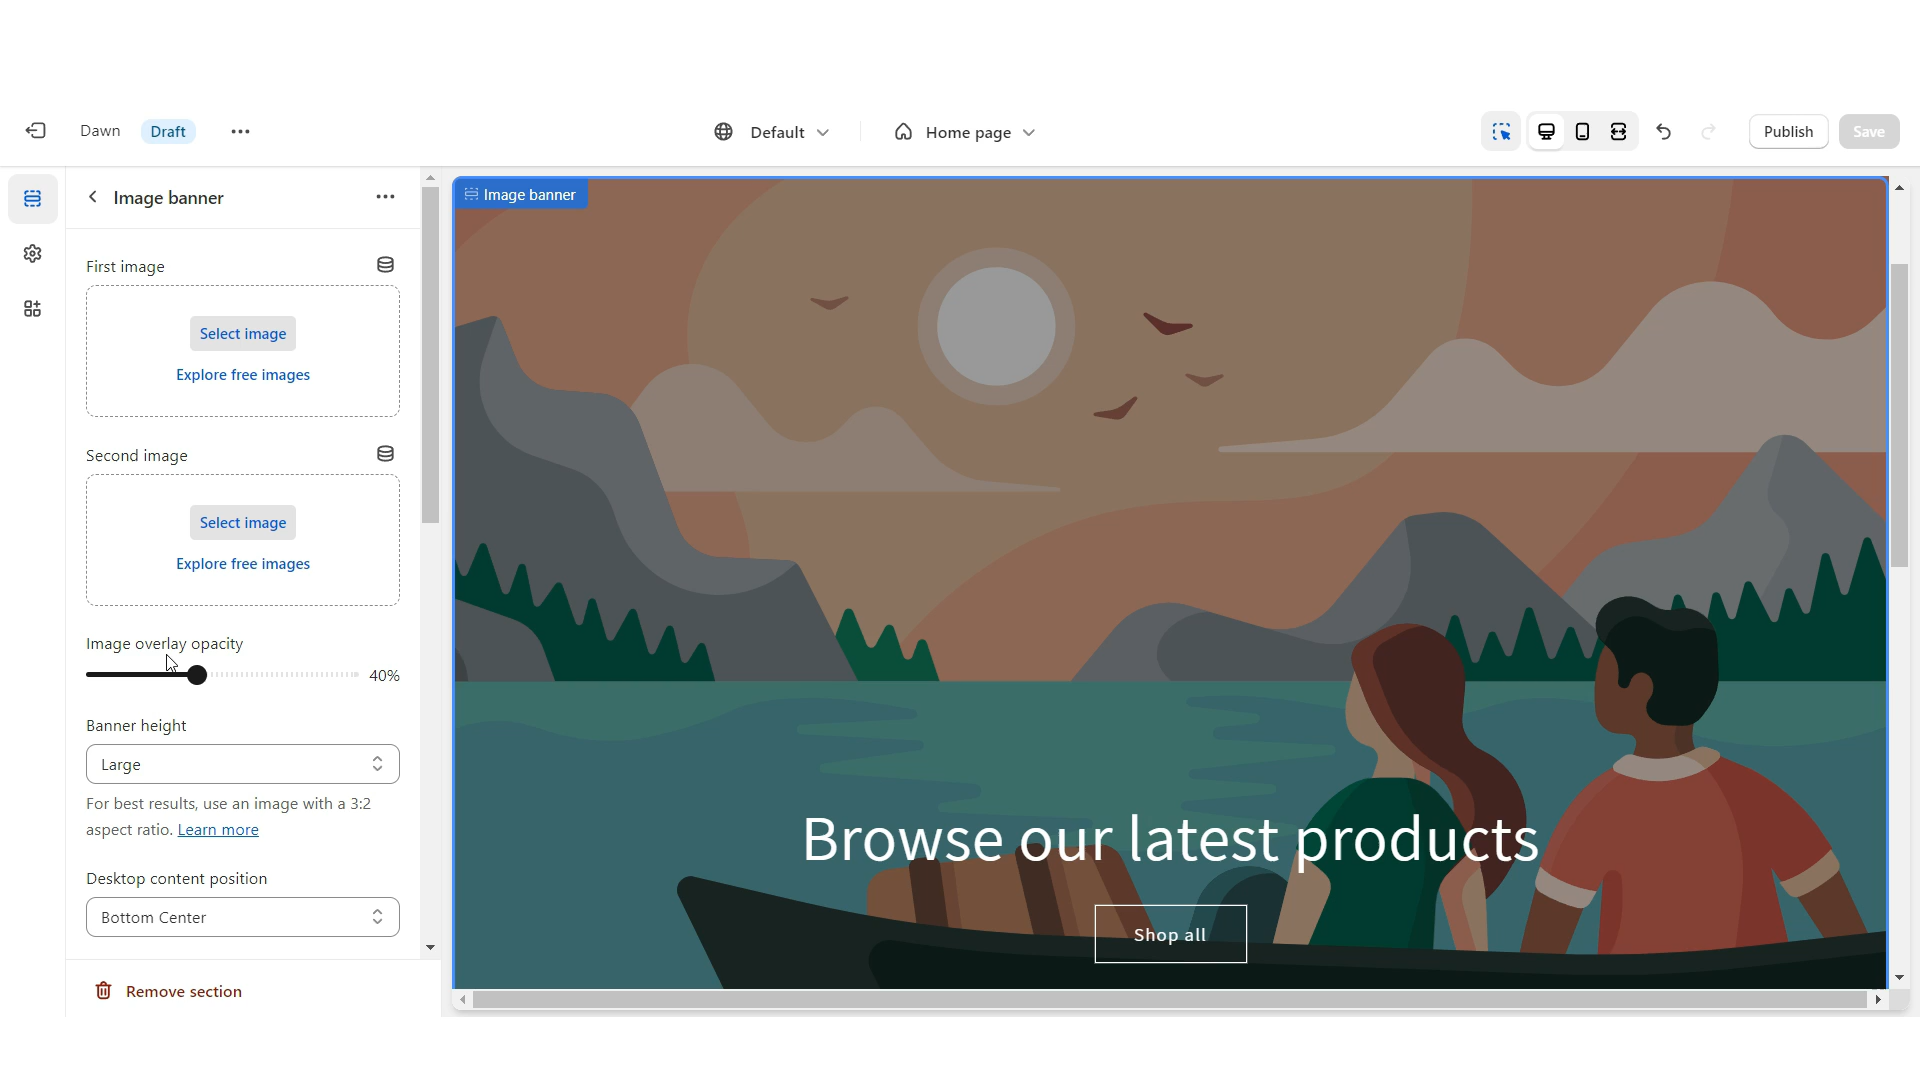 Dawn
Draft
Default
Home page
Publish
Save
Image banner
First image
Select image
Explore free images
Second image
Select image
Explore free images
Image overlay opacity
40%
Banner height
Large
For best results, use an image with a 3:2
aspect ratio. Learn more
Desktop content position
Bottom Center
Remove section
Image banner
Browse our latest products
Shop all